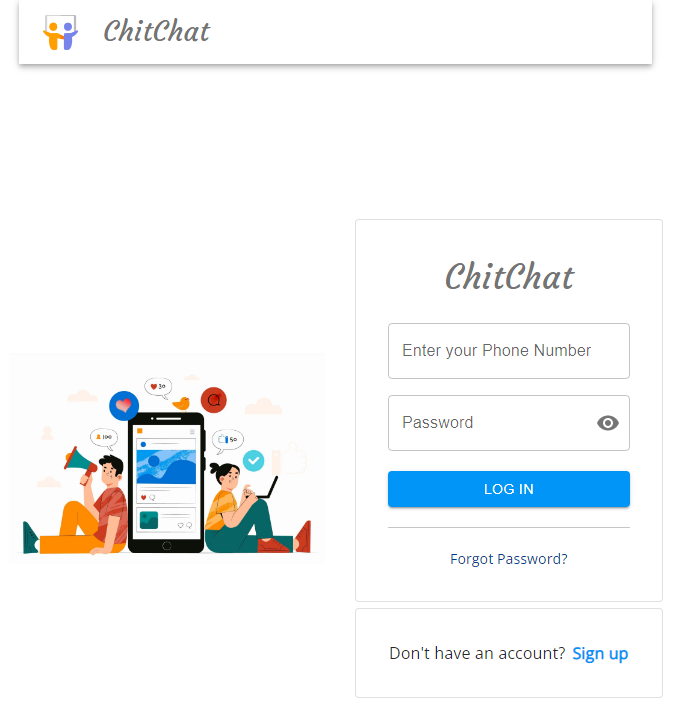 ChitChat
ChitChat
Enter your Phone Number
Password
LOG IN
Forgot Password?
Don't have an account? Sign up
30
100
50